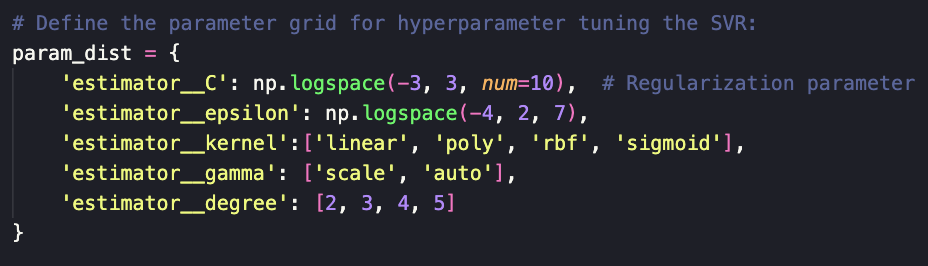 # Define the parameter grid for hyperparameter tuning the SVR:
param_dist = {
    'estimator__C': np.logspace(-3, 3, num=10),  # Regularization parameter
    'estimator__epsilon': np.logspace(-4, 2, 7),
    'estimator__kernel':['linear', 'poly', 'rbf', 'sigmoid'],
    'estimator__gamma': ['scale', 'auto'],
    'estimator__degree': [2, 3, 4, 5]
}